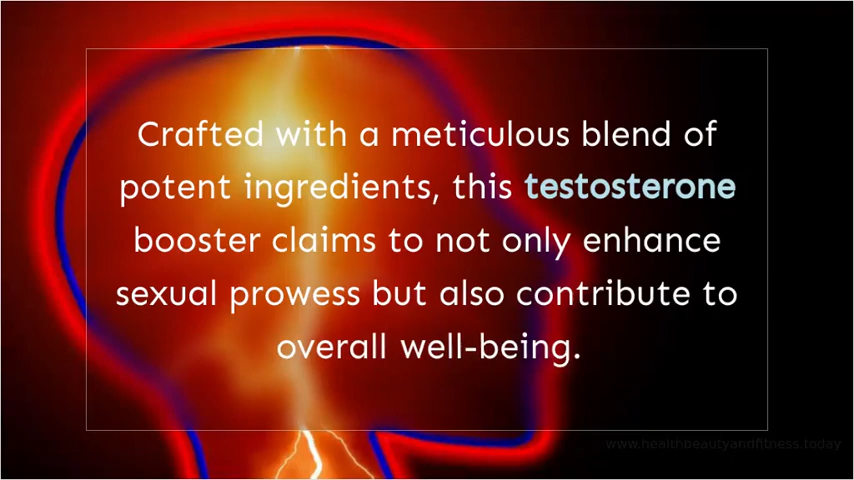 Crafted with a meticulous blend of
potent ingredients, this testosterone
booster claims to not only enhance
sexual prowess but also contribute to
overall well-being.
www.healthbeautyandfitness.today